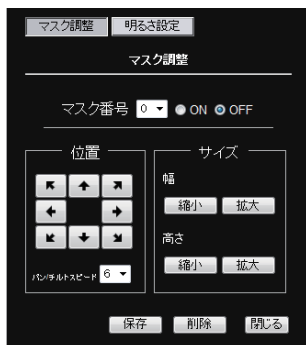 マスク調整 明るさ設定
マスク調整
マスク番号 0 ON OFF
位置 サイズ
幅
縮小 拡大
高さ
縮小 拡大
パン/チルトスピード 6
保存 削除 閉じる